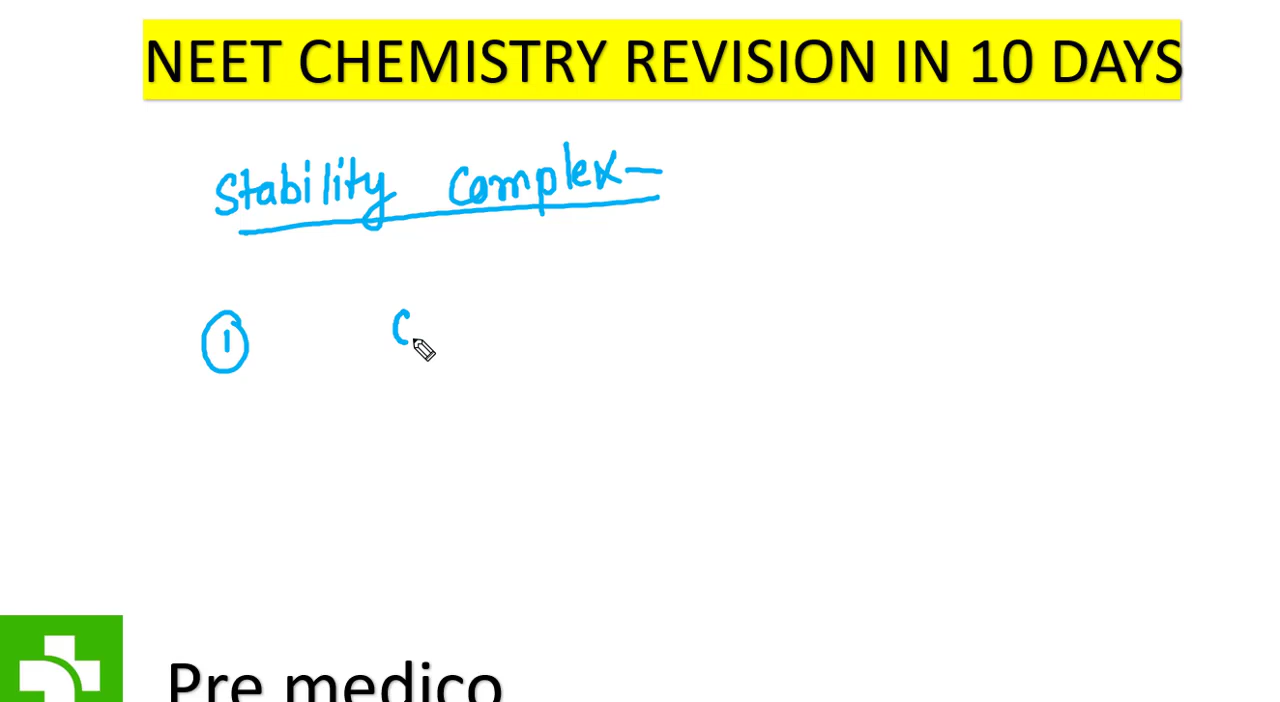 NEET CHEMISTRY REVISION IN 10 DAYS
Stability Complex-
① C
Pre medico